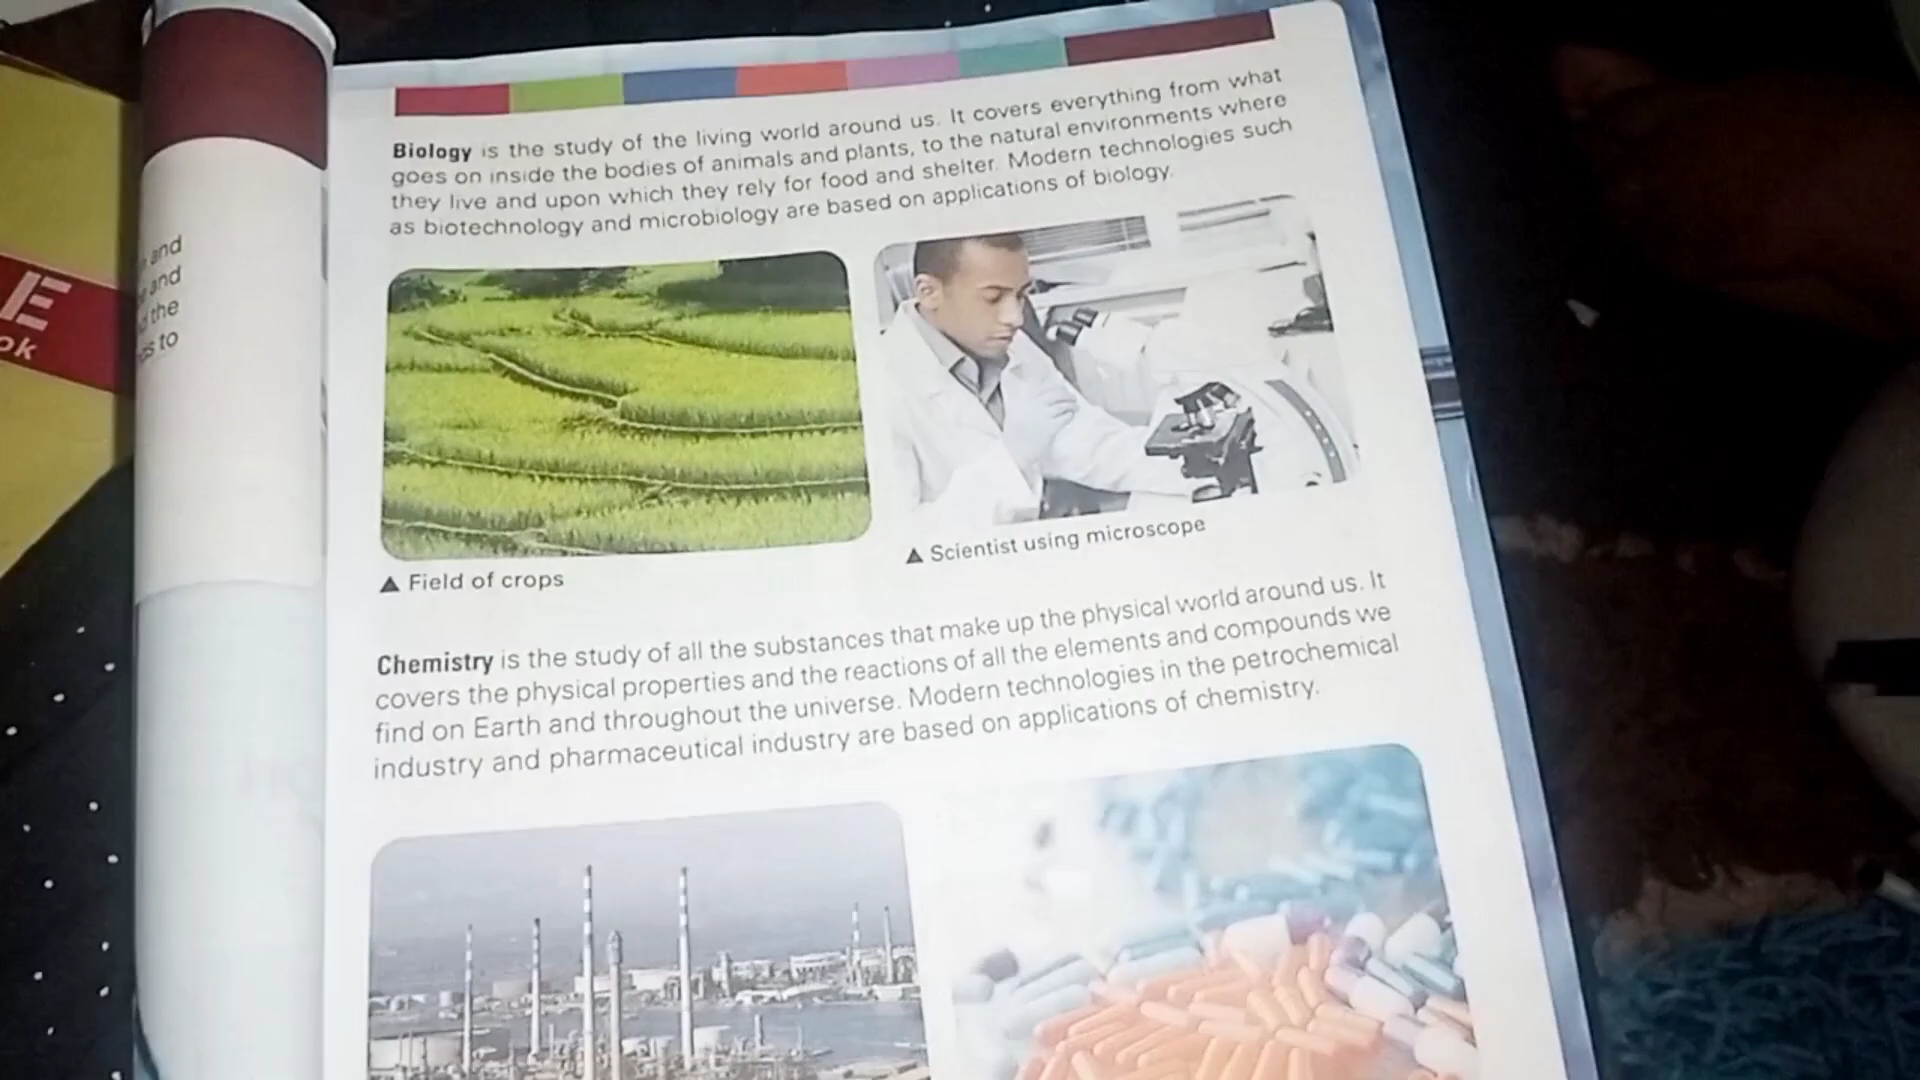 Biology is the study of the living world around us. It covers everything from what
goes on inside the bodies of animals and plants, to the natural environments where
they live and upon which they rely for food and shelter. Modern technologies such
as biotechnology and microbiology are based on applications of biology.
▲ Field of crops
▲ Scientist using microscope
Chemistry is the study of all the substances that make up the physical world around us. It
covers the physical properties and the reactions of all the elements and compounds we
find on Earth and throughout the universe. Modern technologies in the petrochemical
industry and pharmaceutical industry are based on applications of chemistry.
and
and
the
to
E
ok